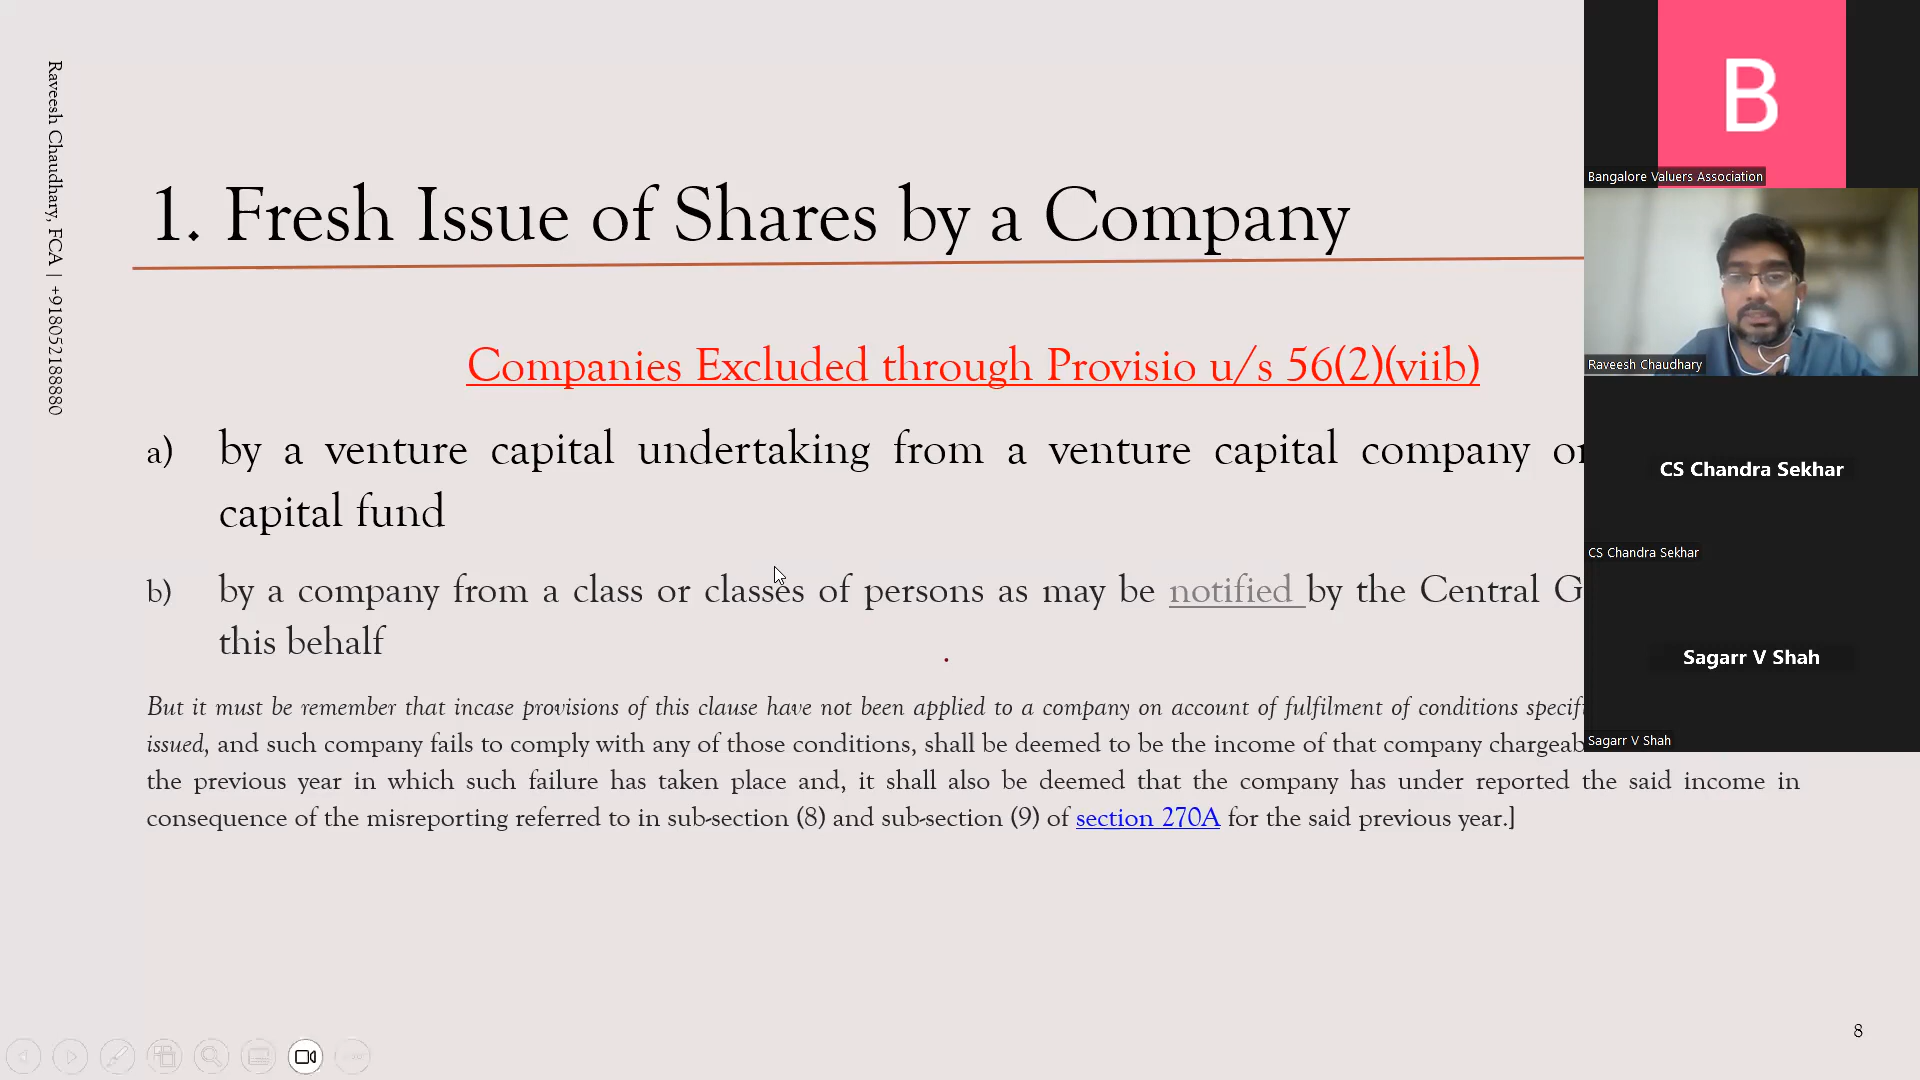 Raveesh Chaudhary, FCA | +918052188880
1. Fresh Issue of Shares by a Company
Companies Excluded through Provisio u/s 56(2)(viib)
a) by a venture capital undertaking from a venture capital company or
capital fund
b) by a company from a class or classes of persons as may be notified by the Central G
this behalf
But it must be remember that incase provisions of this clause have not been applied to a company on account of fulfilment of conditions specif
issued, and such company fails to comply with any of those conditions, shall be deemed to be the income of that company chargeab
the previous year in which such failure has taken place and, it shall also be deemed that the company has under reported the said income in
consequence of the misreporting referred to in sub-section (8) and sub-section (9) of section 270A for the said previous year.]
8
B
Bangalore Valuers Association
Raveesh Chaudhary
CS Chandra Sekhar
CS Chandra Sekhar
Sagarr V Shah
Sagarr V Shah